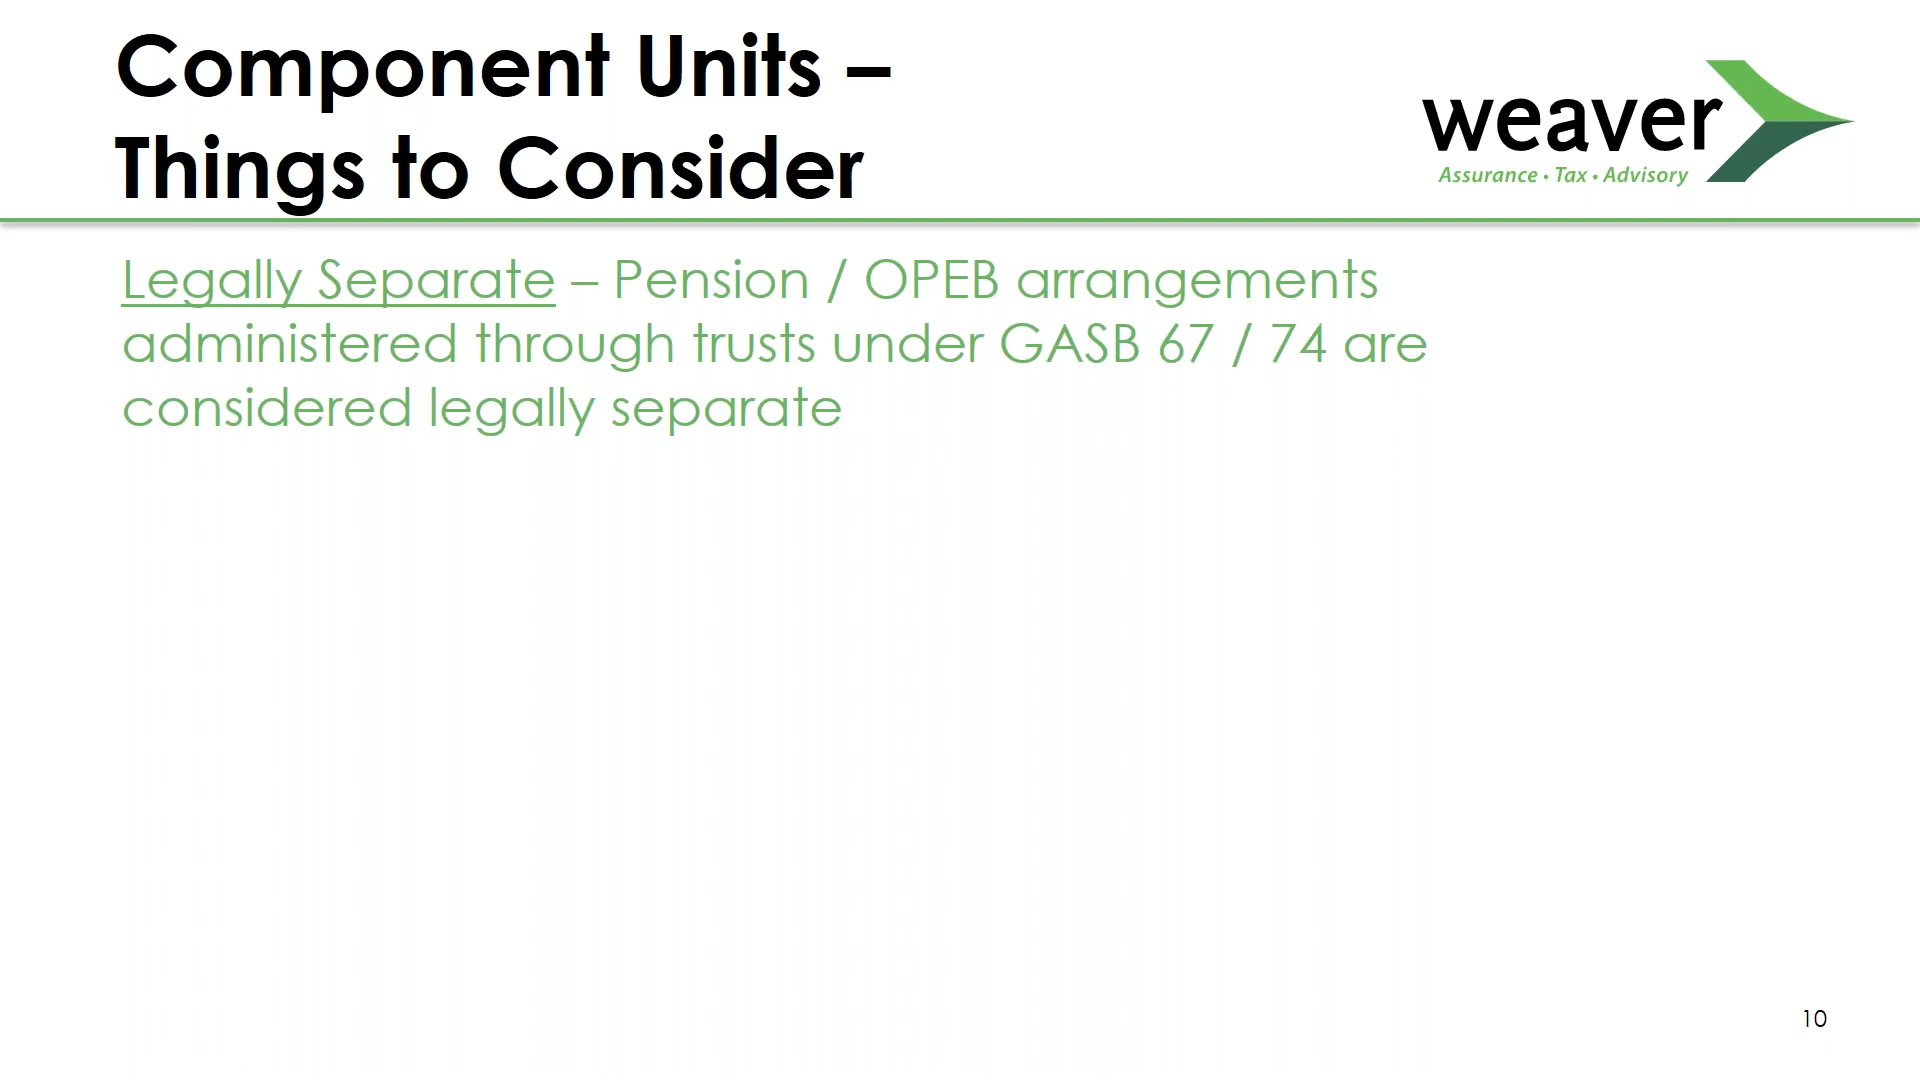 Component Units –
Things to Consider
weaver
Assurance • Tax • Advisory
Legally Separate – Pension / OPEB arrangements
administered through trusts under GASB 67 / 74 are
considered legally separate
10